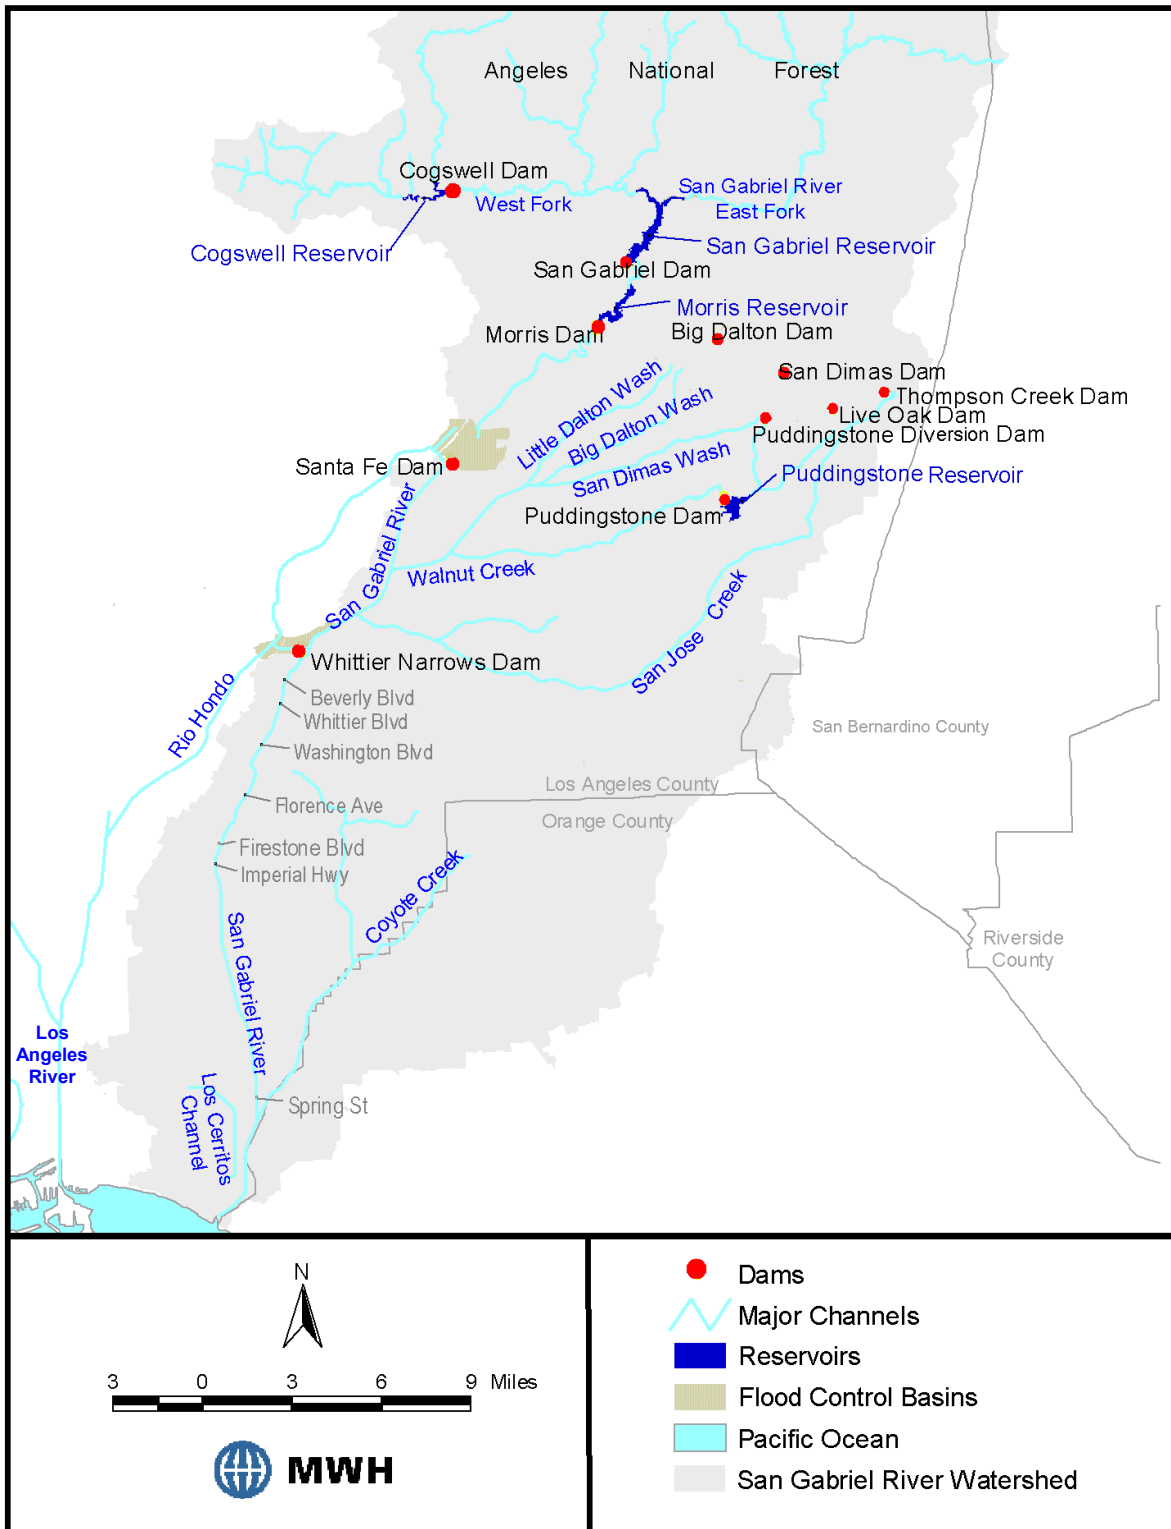 Angeles National Forest
Cogswell Dam
San Gabriel River
West Fork
East Fork
Cogswell Reservoir
San Gabriel Reservoir
San Gabriel Dam
Morris Reservoir
Morris Dam
Big Dalton Dam
San Dimas Dam
Thompson Creek Dam
Live Oak Dam
Puddingstone Diversion Dam
Little Dalton Wash
Big Dalton Wash
San Dimas Wash
Santa Fe Dam
Puddingstone Reservoir
Puddingstone Dam
San Gabriel River
Walnut Creek
San Jose Creek
Whittier Narrows Dam
Rio Hondo
Beverly Blvd
Whittier Blvd
Washington Blvd
San Bernardino County
Los Angeles County
Orange County
Florence Ave
Firestone Blvd
Imperial Hwy
Coyote Creek
San Gabriel River
Riverside
County
Los
Angeles
River
Los Cerritos
Channel
Spring St
N
3 0 3 6 9 Miles
MWH
Dams
Major Channels
Reservoirs
Flood Control Basins
Pacific Ocean
San Gabriel River Watershed